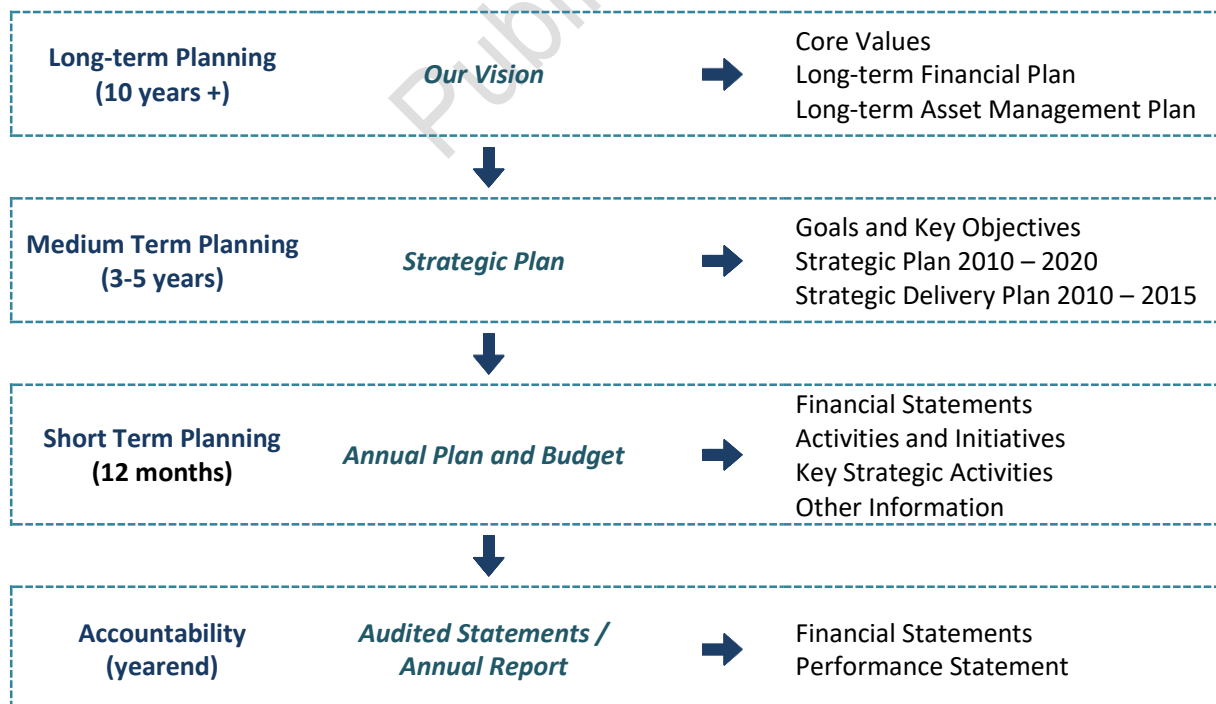 Publi
Long-term Planning
(10 years +)
Our Vision
Core Values
Long-term Financial Plan
Long-term Asset Management Plan
Medium Term Planning
(3-5 years)
Strategic Plan
Goals and Key Objectives
Strategic Plan 2010 – 2020
Strategic Delivery Plan 2010 – 2015
Short Term Planning
(12 months)
Annual Plan and Budget
Financial Statements
Activities and Initiatives
Key Strategic Activities
Other Information
Accountability
(yearend)
Audited Statements /
Annual Report
Financial Statements
Performance Statement